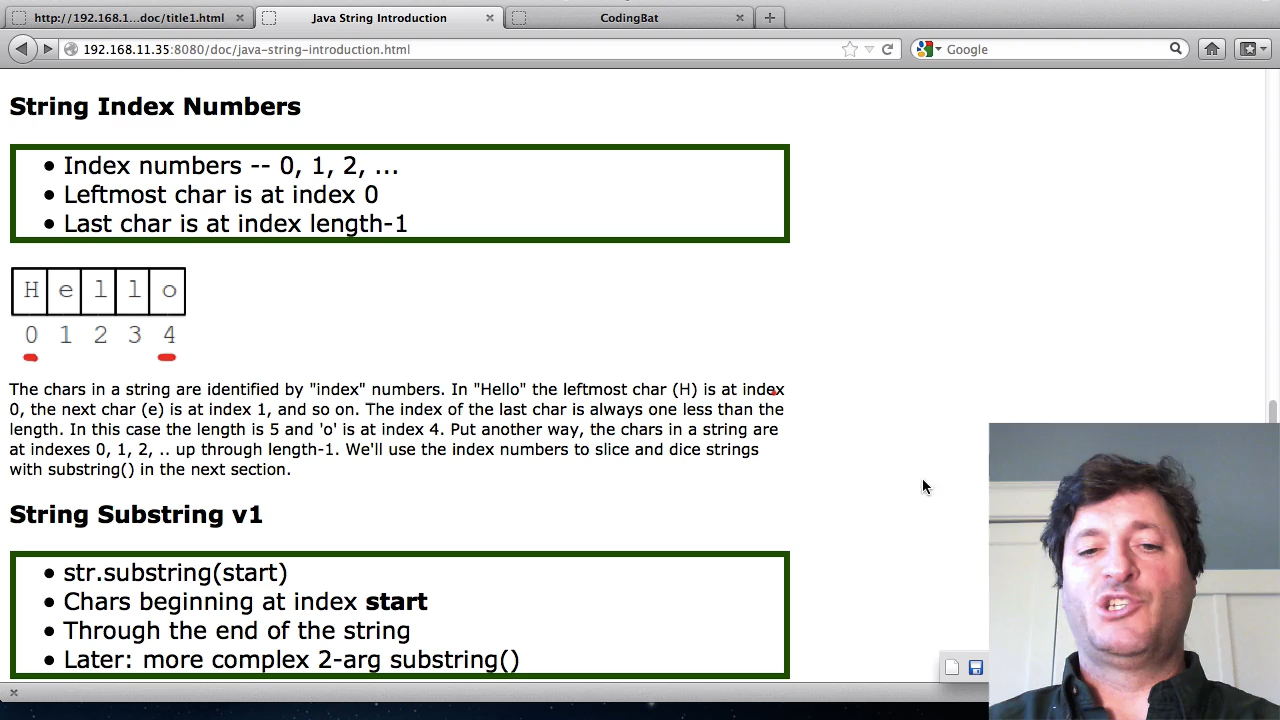 http://192.168.1...doc/title1.html
Java String Introduction
CodingBat
192.168.11.35:8080/doc/java-string-introduction.html
Google
String Index Numbers
• Index numbers -- 0, 1, 2, ...
• Leftmost char is at index 0
• Last char is at index length-1
H e l l o
0 1 2 3 4
The chars in a string are identified by "index" numbers. In "Hello" the leftmost char (H) is at index
0, the next char (e) is at index 1, and so on. The index of the last char is always one less than the
length. In this case the length is 5 and 'o' is at index 4. Put another way, the chars in a string are
at indexes 0, 1, 2, .. up through length-1. We'll use the index numbers to slice and dice strings
with substring() in the next section.
String Substring v1
• str.substring(start)
• Chars beginning at index start
• Through the end of the string
• Later: more complex 2-arg substring()